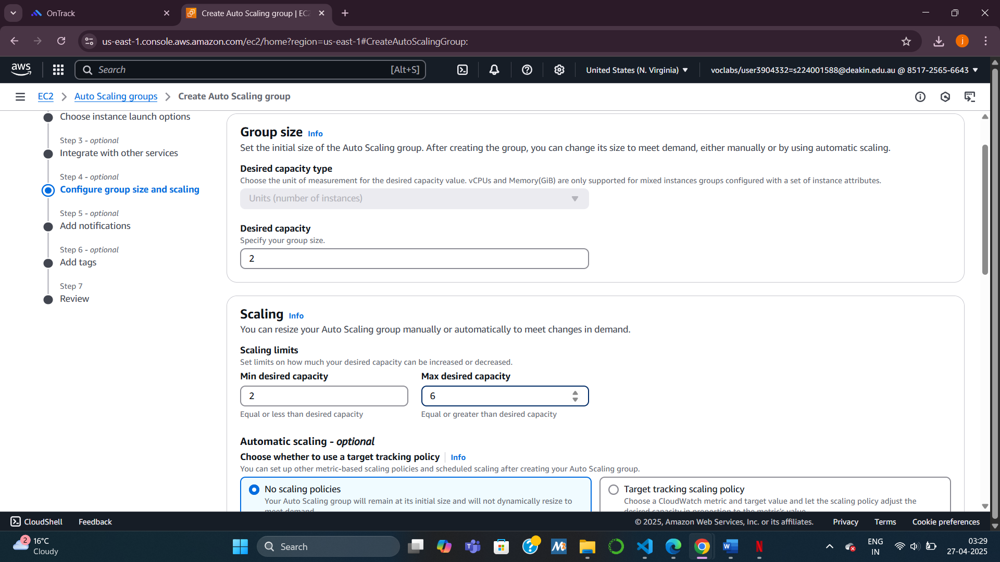 OnTrack
Create Auto Scaling group | EC2
us-east-1.console.aws.amazon.com/ec2/home?region=us-east-1#CreateAutoScalingGroup:
j
aws
Search
[Alt+S]
United States (N. Virginia)
voclabs/user3904332=s224001588@deakin.edu.au @ 8517-2565-6643
EC2
Auto Scaling groups
Create Auto Scaling group
Choose instance launch options
Step 3 - optional
Integrate with other services
Step 4 - optional
Configure group size and scaling
Step 5 - optional
Add notifications
Step 6 - optional
Add tags
Step 7
Review
Group size Info
Set the initial size of the Auto Scaling group. After creating the group, you can change its size to meet demand, either manually or by using automatic scaling.
Desired capacity type
Choose the unit of measurement for the desired capacity value. vCPUs and Memory(GiB) are only supported for mixed instances groups configured with a set of instance attributes.
Units (number of instances)
Desired capacity
Specify your group size.
2
Scaling Info
You can resize your Auto Scaling group manually or automatically to meet changes in demand.
Scaling limits
Set limits on how much your desired capacity can be increased or decreased.
Min desired capacity
2
Equal or less than desired capacity
Max desired capacity
6
Equal or greater than desired capacity
Automatic scaling - optional
Choose whether to use a target tracking policy Info
You can set up other metric-based scaling policies and scheduled scaling after creating your Auto Scaling group.
No scaling policies
Your Auto Scaling group will remain at its initial size and will not dynamically resize to
meet demand.
Target tracking scaling policy
Choose a CloudWatch metric and target value and let the scaling policy adjust the
desired capacity in proportion to the metric's value.
CloudShell
Feedback
© 2025, Amazon Web Services, Inc. or its affiliates.
Privacy
Terms
Cookie preferences
2
16°C
Cloudy
Search
ENG
IN
03:29
27-04-2025